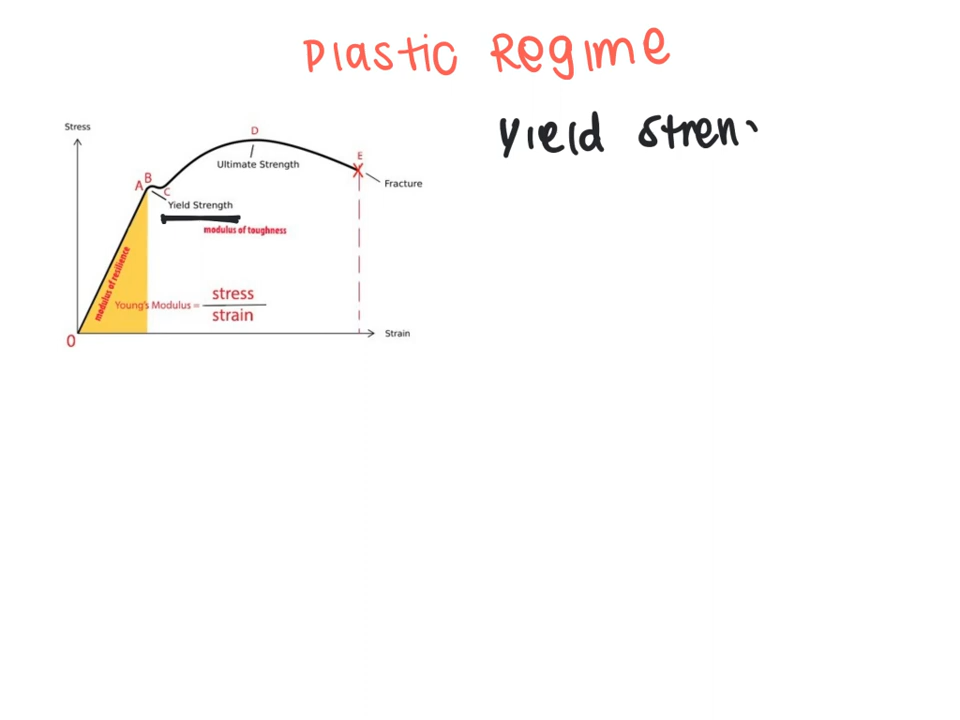 Plastic Regime
Yield stren
Stress
D
E
Ultimate Strength
Fracture
B
A
C
Yield Strength
modulus of toughness
modulus of resilience
stress
Young's Modulus =
strain
O
Strain